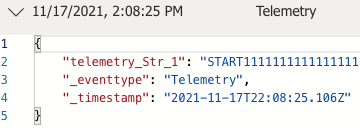 11/17/2021, 2:08:25 PM Telemetry
1 {
2 "telemetry_Str_1": "START1111111111111111
3 "_eventtype": "Telemetry",
4 "_timestamp": "2021-11-17T22:08:25.106Z"
5 }